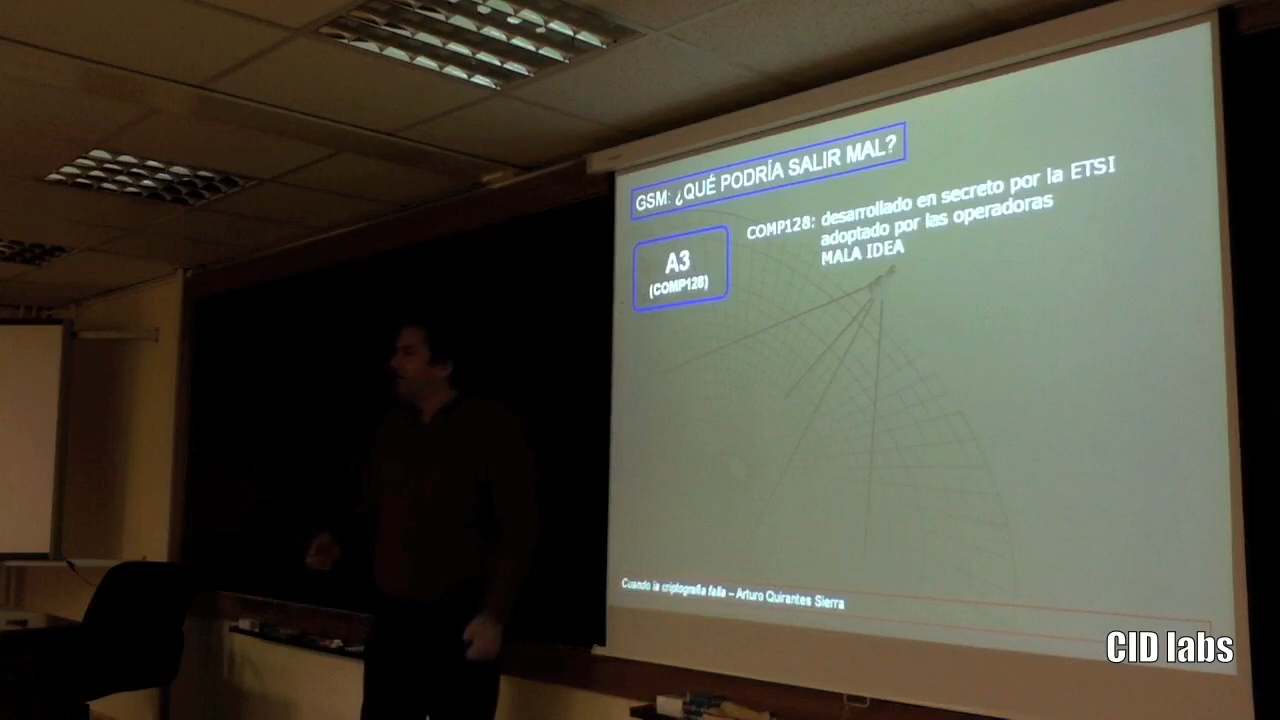 GSM: ¿QUÉ PODRÍA SALIR MAL?
A3
(COMP128)
COMP128: desarrollado en secreto por la ETSI
adoptado por las operadoras
MALA IDEA
Cuando la criptografía falla – Arturo Quirantes Sierra
CID labs